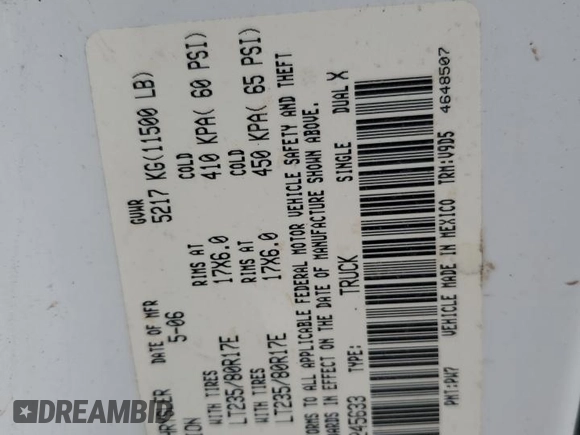 GVWR
5217 KG(11500 LB)
DATE OF MFR
5-06
WITH TIRES RIMS AT COLD
LT235/80R17E 17X6.0 410 KPA( 60 PSI)
WITH TIRES RIMS AT COLD
LT235/80R17E 17X6.0 450 KPA( 65 PSI)
TO ALL APPLICABLE FEDERAL MOTOR VEHICLE SAFETY AND THEFT
IN EFFECT ON THE DATE OF MANUFACTURE SHOWN ABOVE.
TYPE: TRUCK SINGLE DUAL X
PNT:PW7 VEHICLE MADE IN MEXICO TRM:V9D5
4648507
DREAMBID